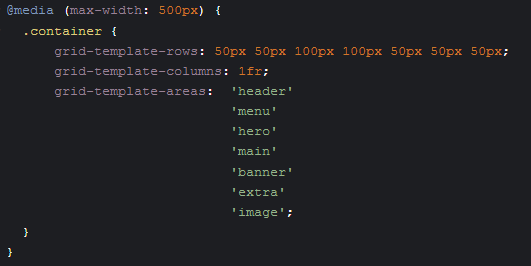 @media (max-width: 500px) {
.container {
grid-template-rows: 50px 50px 100px 100px 50px 50px 50px;
grid-template-columns: 1fr;
grid-template-areas: 'header'
'menu'
'hero'
'main'
'banner'
'extra'
'image';
}
}